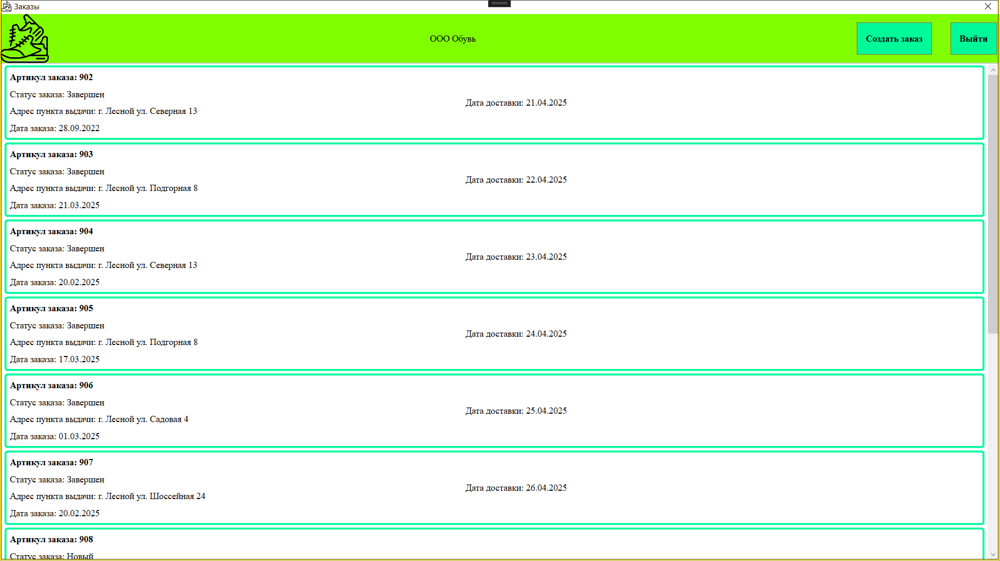 Заказы
ООО Обувь
Создать заказ
Выйти
Артикул заказа: 902
Статус заказа: Завершен
Адрес пункта выдачи: г. Лесной ул. Северная 13
Дата заказа: 28.09.2022
Дата доставки: 21.04.2025
Артикул заказа: 903
Статус заказа: Завершен
Адрес пункта выдачи: г. Лесной ул. Подгорная 8
Дата заказа: 21.03.2025
Дата доставки: 22.04.2025
Артикул заказа: 904
Статус заказа: Завершен
Адрес пункта выдачи: г. Лесной ул. Северная 13
Дата заказа: 20.02.2025
Дата доставки: 23.04.2025
Артикул заказа: 905
Статус заказа: Завершен
Адрес пункта выдачи: г. Лесной ул. Подгорная 8
Дата заказа: 17.03.2025
Дата доставки: 24.04.2025
Артикул заказа: 906
Статус заказа: Завершен
Адрес пункта выдачи: г. Лесной ул. Садовая 4
Дата заказа: 01.03.2025
Дата доставки: 25.04.2025
Артикул заказа: 907
Статус заказа: Завершен
Адрес пункта выдачи: г. Лесной ул. Шоссейная 24
Дата заказа: 20.02.2025
Дата доставки: 26.04.2025
Артикул заказа: 908
Статус заказа: Новый